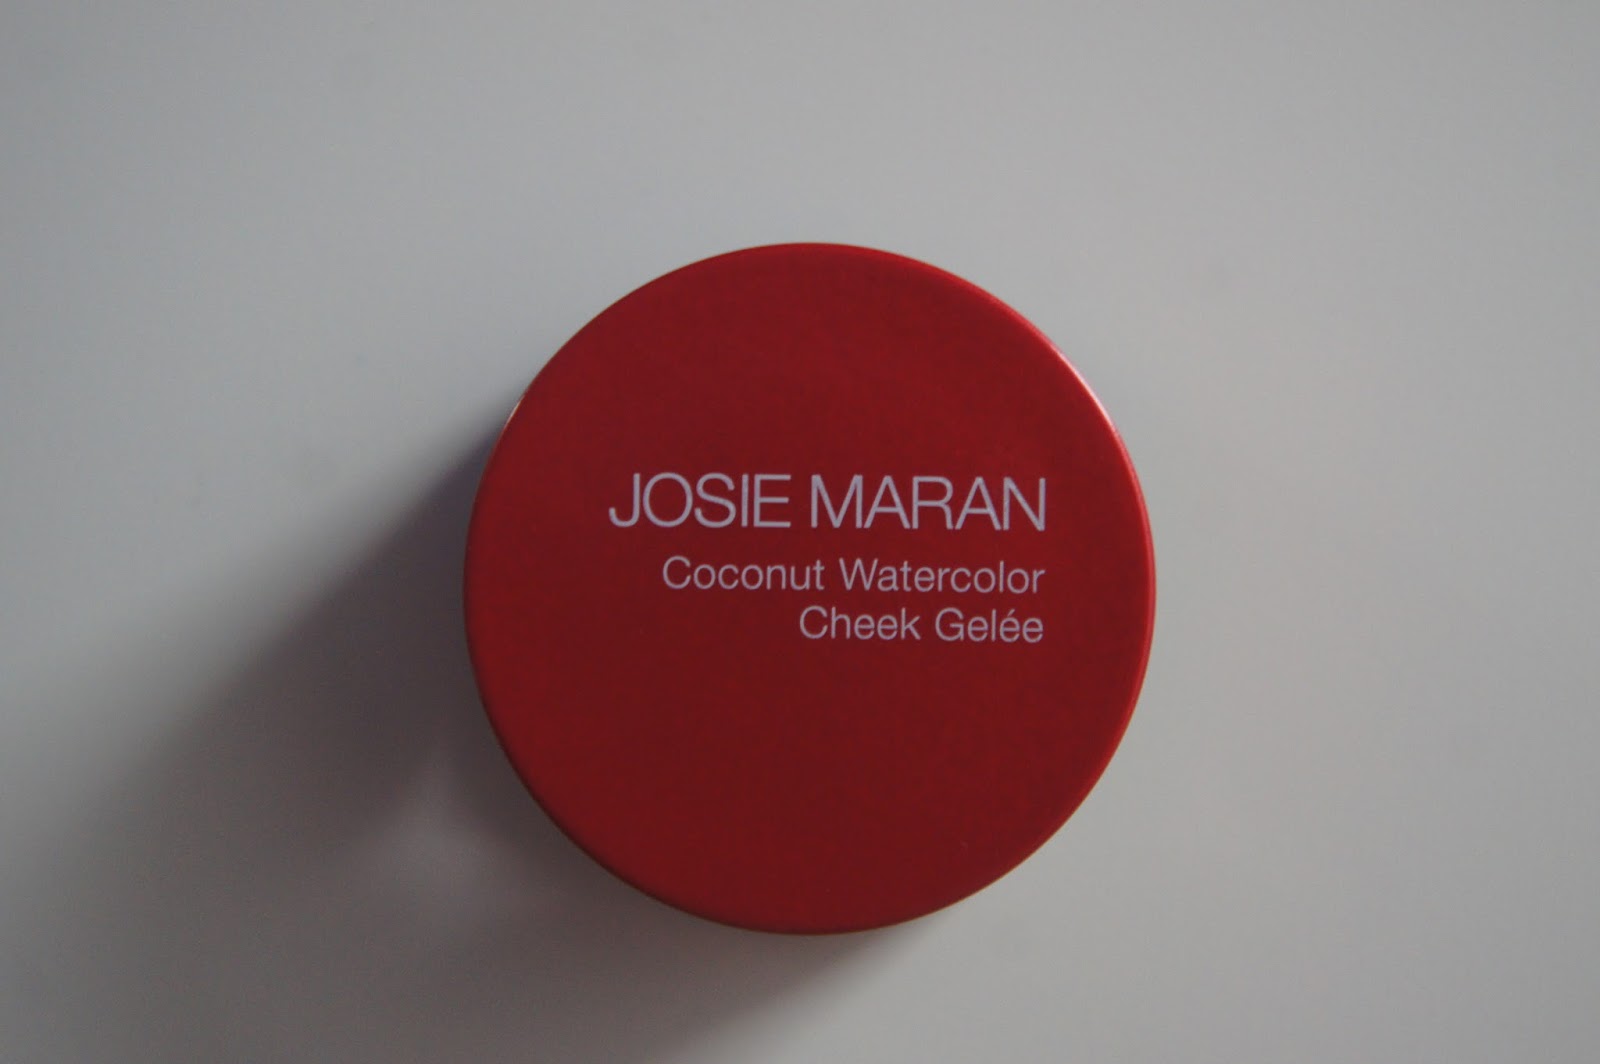 JOSIE MARAN
Coconut Watercolor
Cheek Gelée